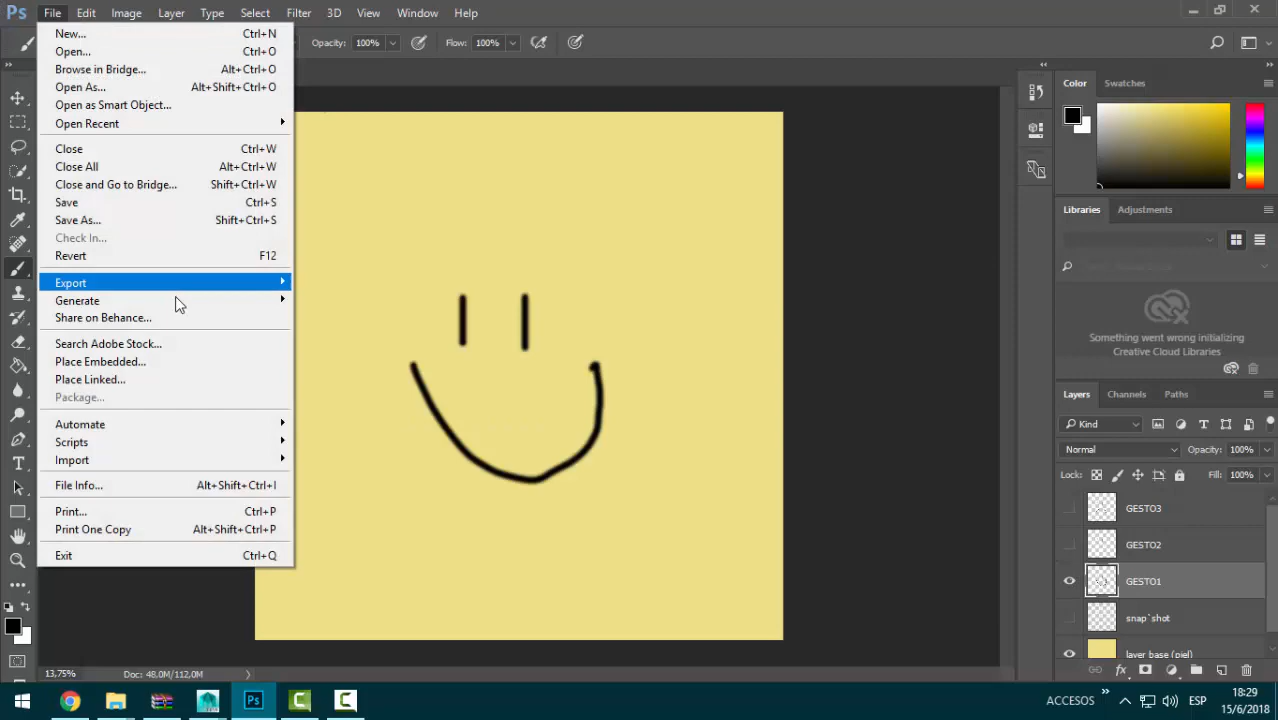 Ps File Edit Image Layer Type Select Filter 3D View Window Help
Opacity: 100% Flow: 100%
New... Ctrl+N
Open... Ctrl+O
Browse in Bridge... Alt+Ctrl+O
Open As... Alt+Shift+Ctrl+O
Open as Smart Object...
Open Recent
Close Ctrl+W
Close All Alt+Ctrl+W
Close and Go to Bridge... Shift+Ctrl+W
Save Ctrl+S
Save As... Shift+Ctrl+S
Check In...
Revert F12
Export
Generate
Share on Behance...
Search Adobe Stock...
Place Embedded...
Place Linked...
Package...
Automate
Scripts
Import
File Info... Alt+Shift+Ctrl+I
Print... Ctrl+P
Print One Copy Alt+Shift+Ctrl+P
Exit Ctrl+Q
Color Swatches
Libraries Adjustments
Something went wrong initializing
Creative Cloud Libraries
Layers Channels Paths
Kind
Normal Opacity: 100%
Lock: Fill: 100%
GESTO3
GESTO2
GESTO1
snap`shot
layer base (piel)
13,75% Doc: 48,0M/112,0M
Ps ACCESOS ESP 18:29
15/6/2018